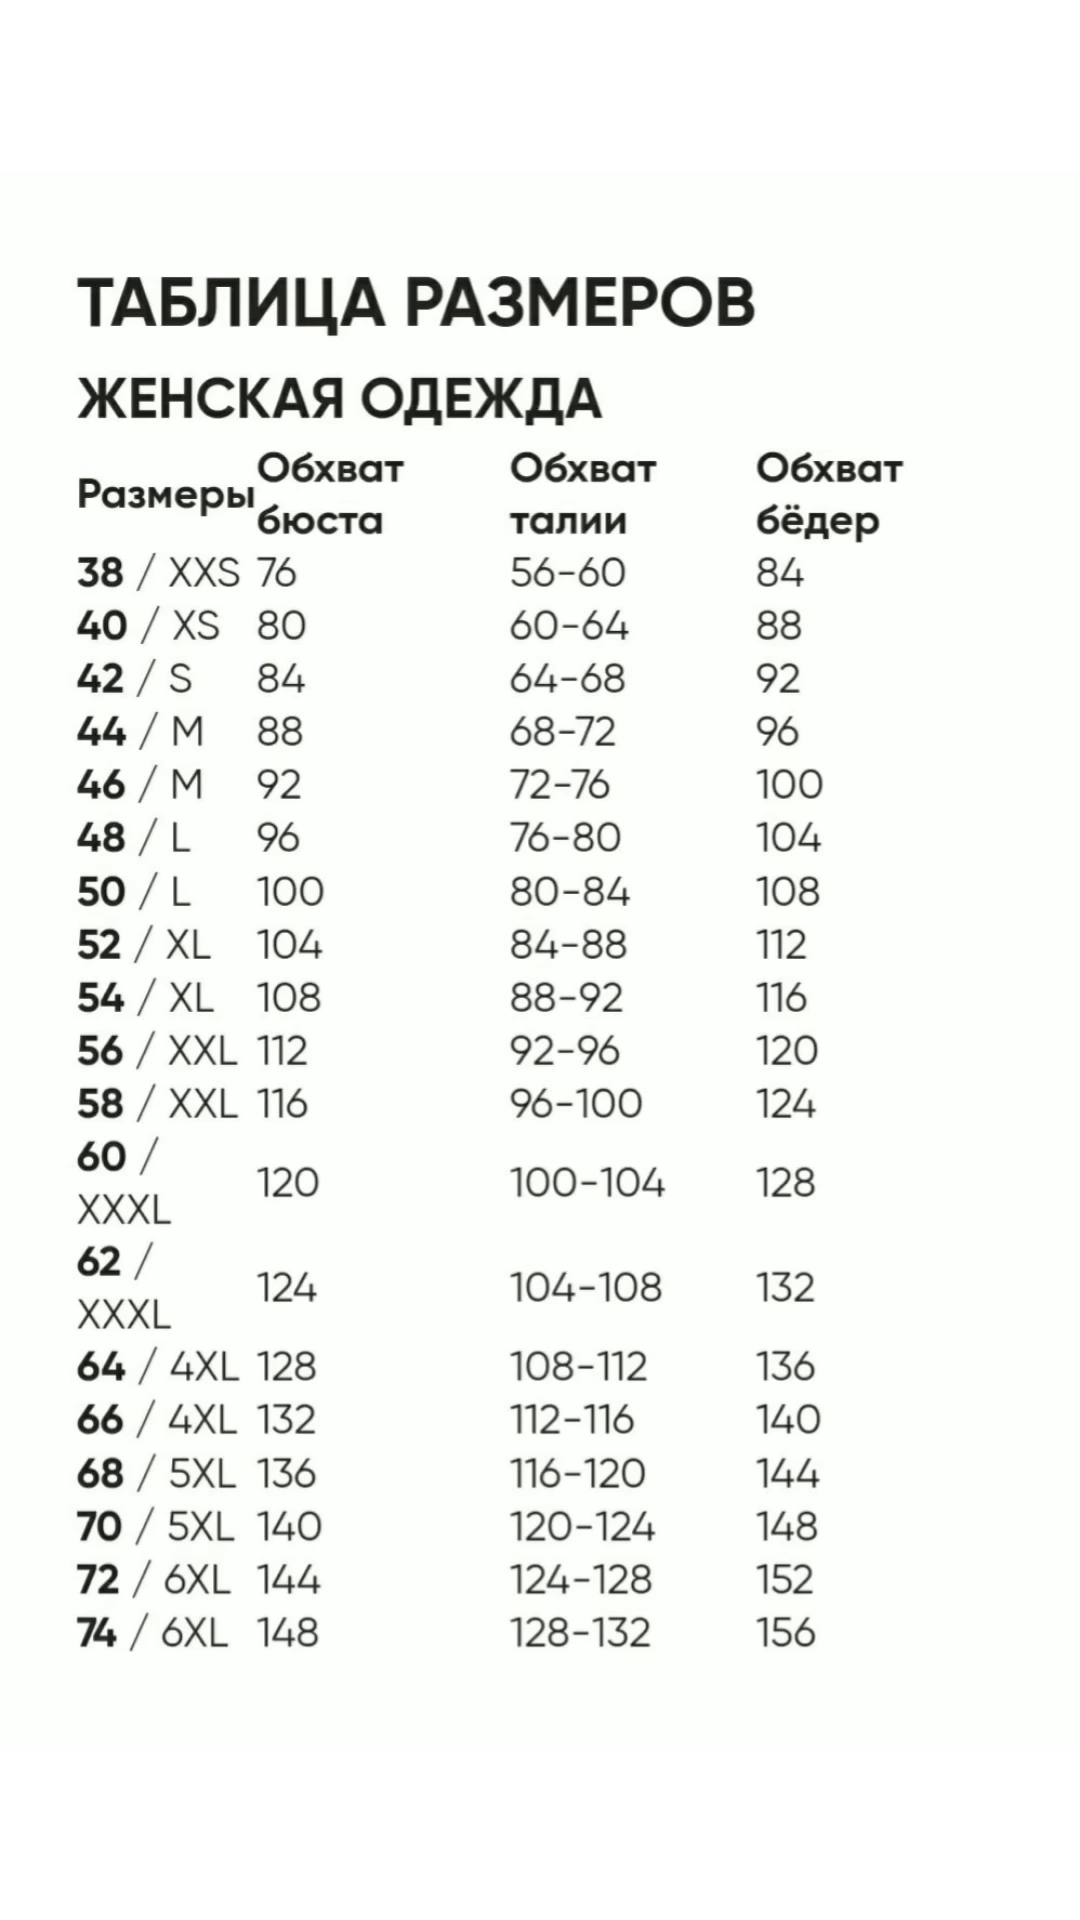 ТАБЛИЦА РАЗМЕРОВ
ЖЕНСКАЯ ОДЕЖДА
Размеры Обхват бюста Обхват талии Обхват бёдер
38 / XXS 76 56-60 84
40 / XS 80 60-64 88
42 / S 84 64-68 92
44 / M 88 68-72 96
46 / M 92 72-76 100
48 / L 96 76-80 104
50 / L 100 80-84 108
52 / XL 104 84-88 112
54 / XL 108 88-92 116
56 / XXL 112 92-96 120
58 / XXL 116 96-100 124
60 / XXXL 120 100-104 128
62 / XXXL 124 104-108 132
64 / 4XL 128 108-112 136
66 / 4XL 132 112-116 140
68 / 5XL 136 116-120 144
70 / 5XL 140 120-124 148
72 / 6XL 144 124-128 152
74 / 6XL 148 128-132 156